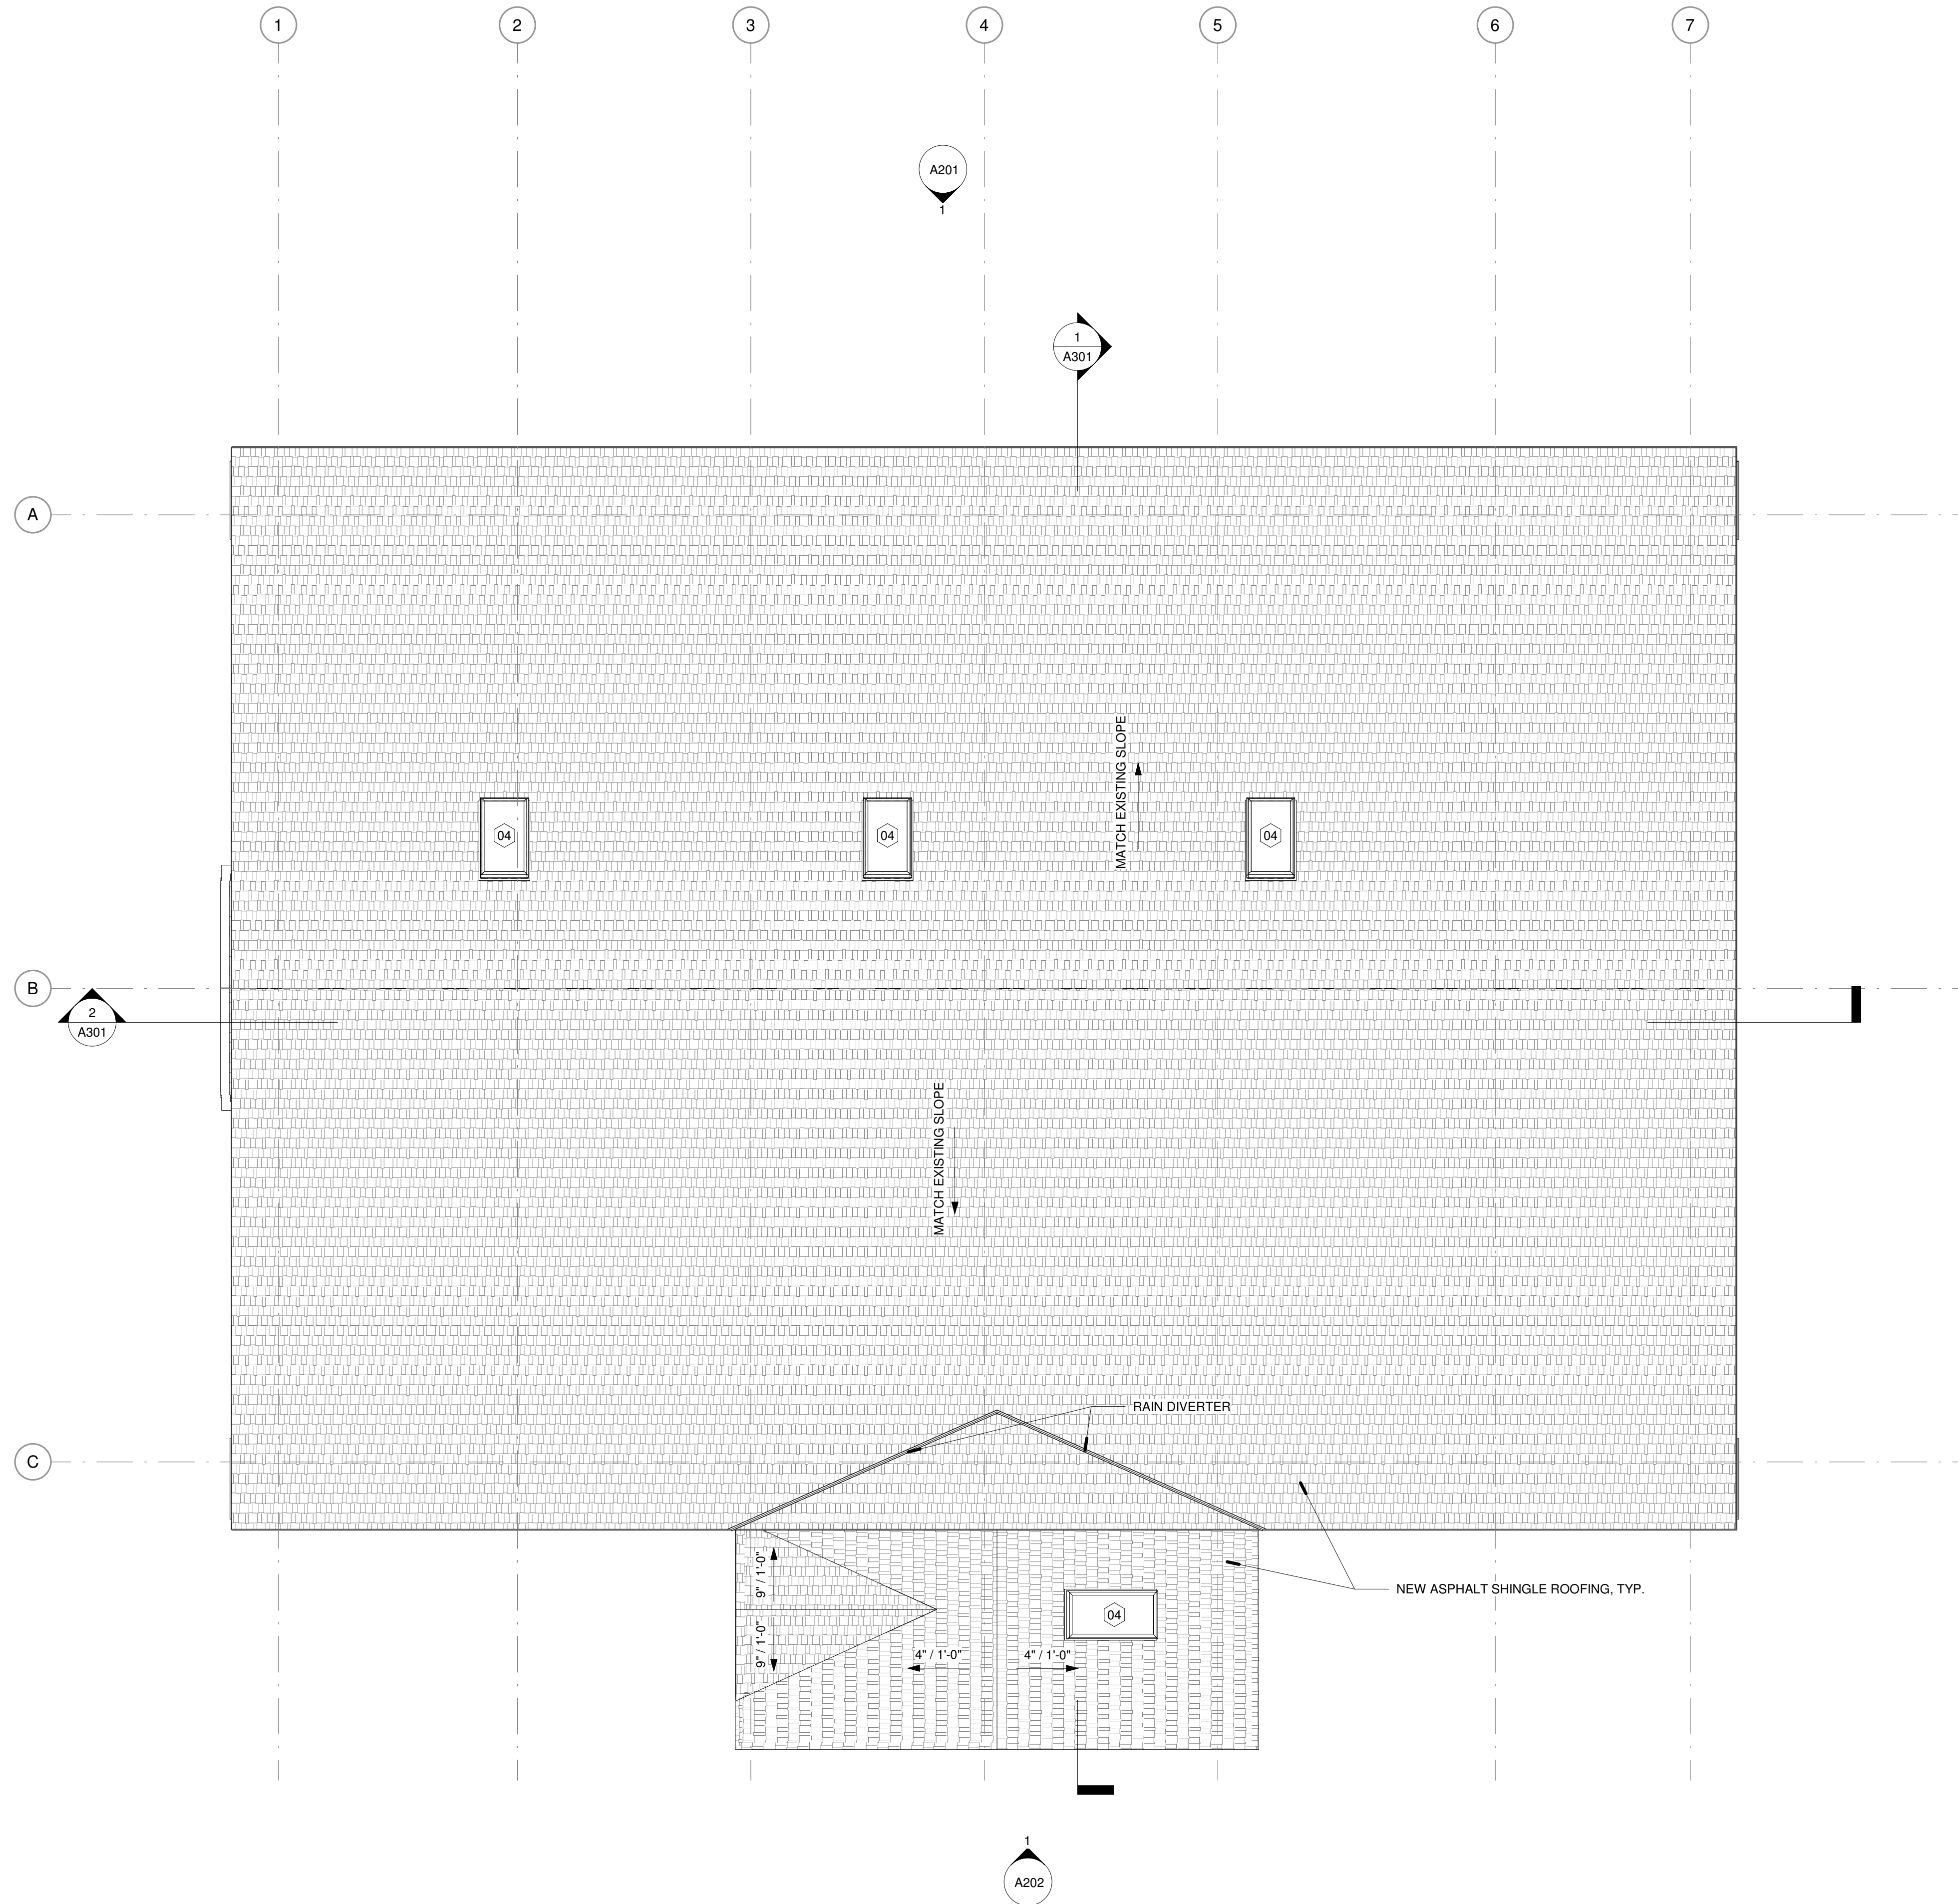 1
2
3
4
5
6
7
A201
1
1
A301
A
MATCH EXISTING SLOPE
04
04
04
B
2
A301
MATCH EXISTING SLOPE
RAIN DIVERTER
C
9" / 1'-0"
9" / 1'-0"
NEW ASPHALT SHINGLE ROOFING, TYP.
04
4" / 1'-0"
4" / 1'-0"
1
A202